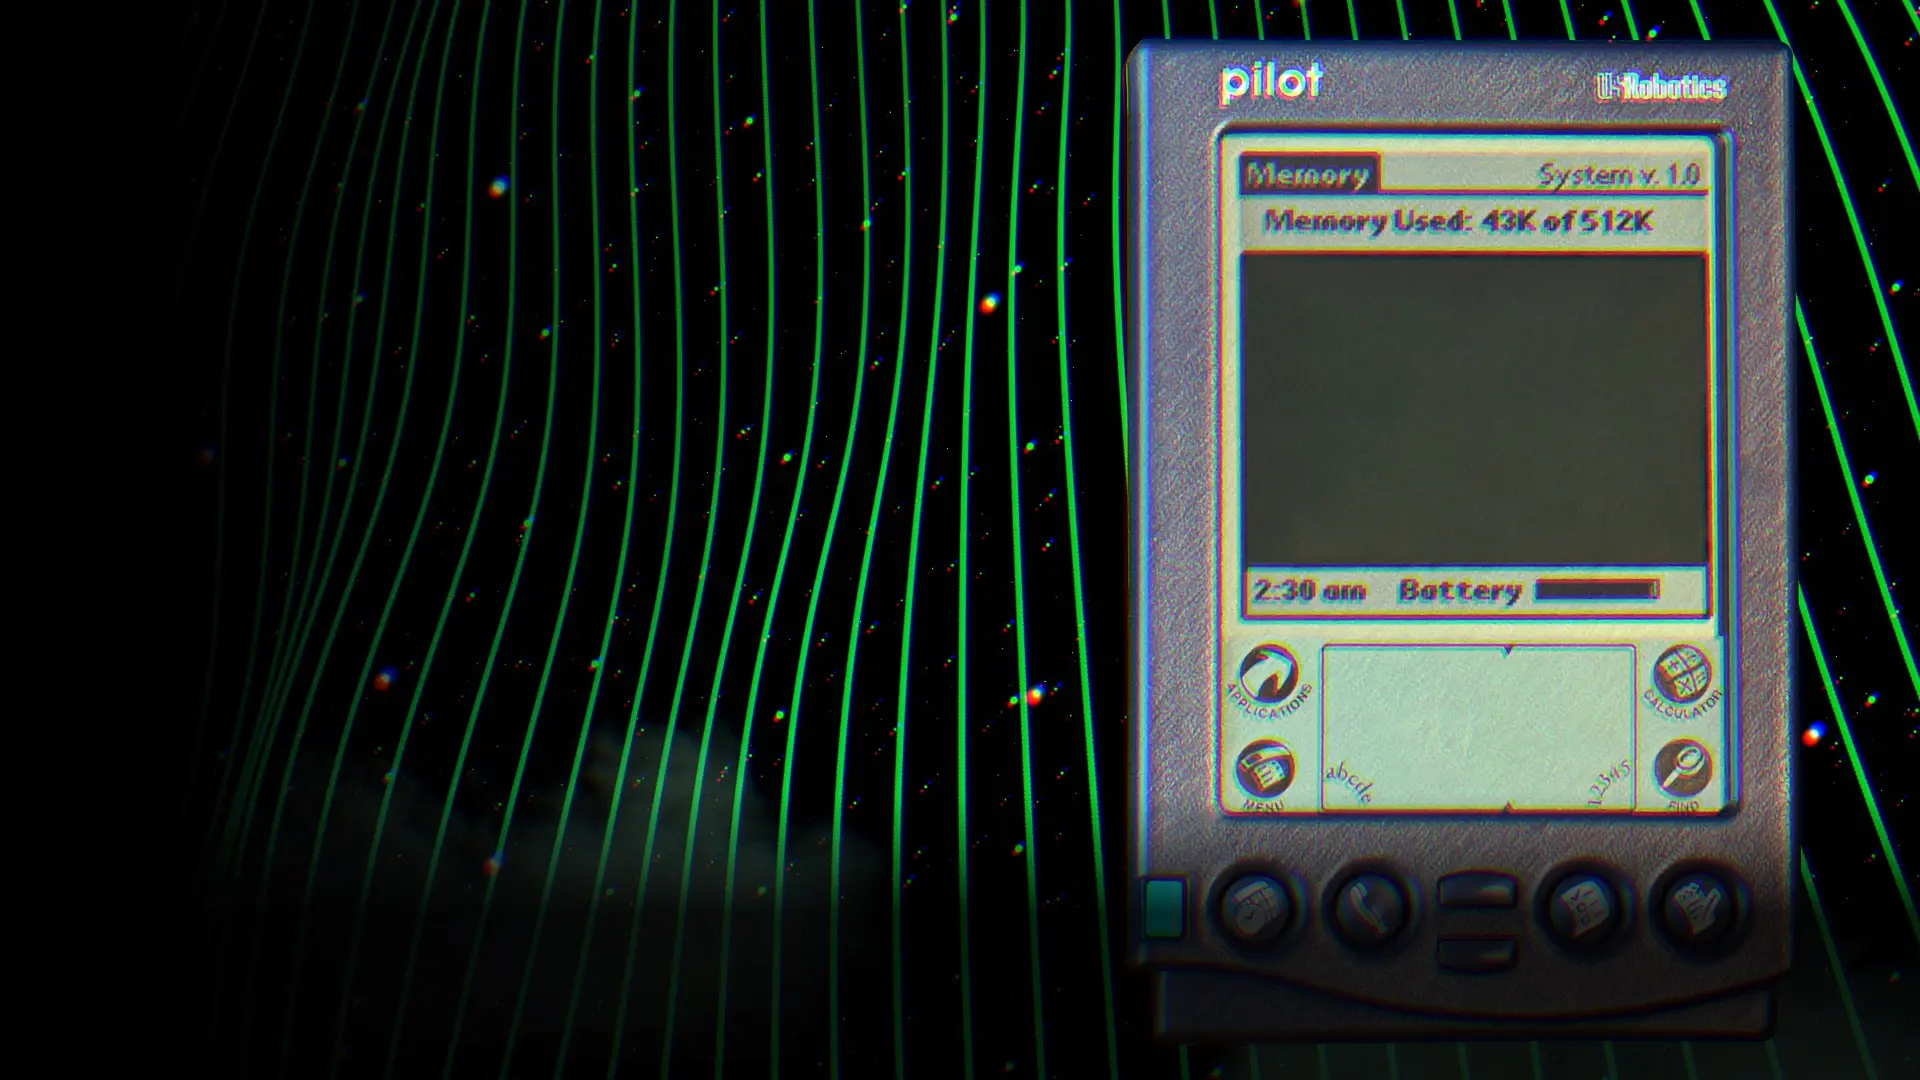 pilot
U.S. Robotics
Memory
System v. 1.0
Memory Used: 43K of 512K
2:30 am Battery
APPLICATIONS
CALCULATOR
abcde
12345
MENU
FIND